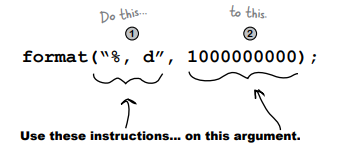 Do this... to this.
1 2
format(“%, d”, 1000000000);
Use these instructions... on this argument.